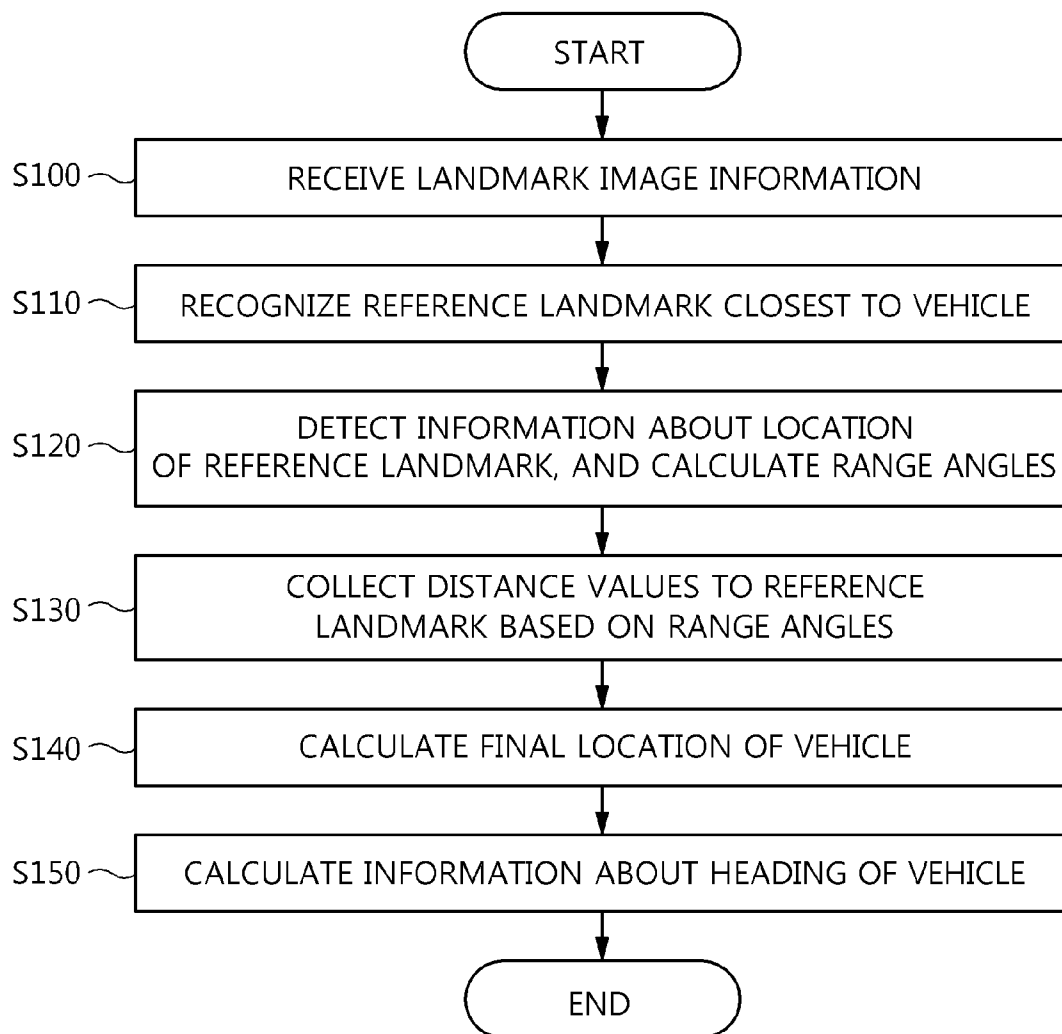 START
S100 RECEIVE LANDMARK IMAGE INFORMATION
S110 RECOGNIZE REFERENCE LANDMARK CLOSEST TO VEHICLE
S120 DETECT INFORMATION ABOUT LOCATION
OF REFERENCE LANDMARK, AND CALCULATE RANGE ANGLES
S130 COLLECT DISTANCE VALUES TO REFERENCE
LANDMARK BASED ON RANGE ANGLES
S140 CALCULATE FINAL LOCATION OF VEHICLE
S150 CALCULATE INFORMATION ABOUT HEADING OF VEHICLE
END